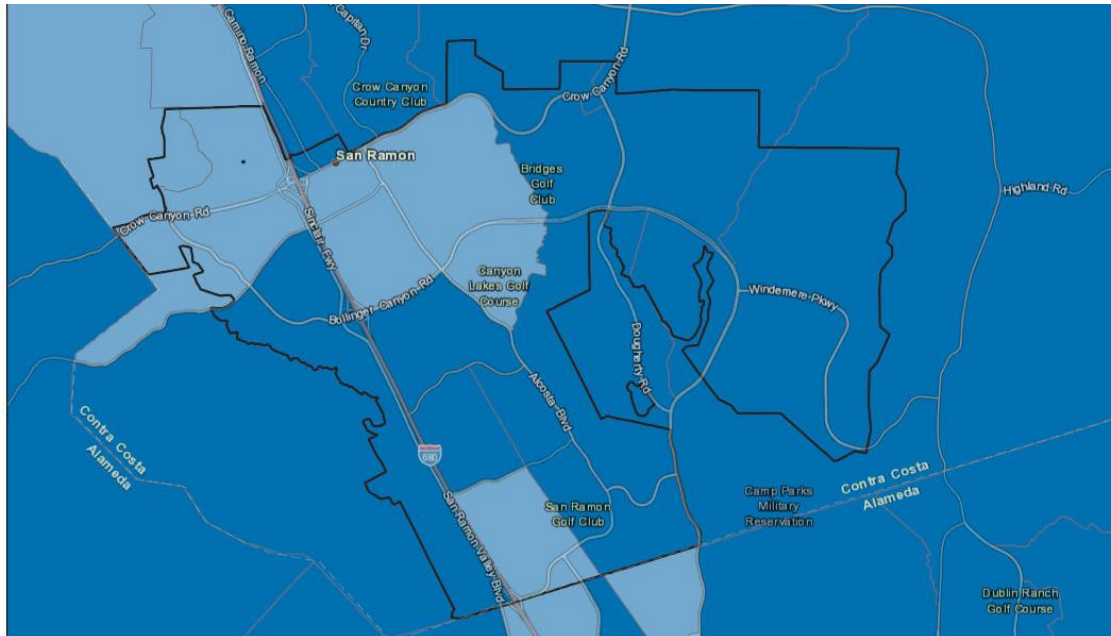 Camino Ramon
Capitan Dr
Crow Canyon
Country Club
Crow Canyon Rd
San Ramon
Bridges
Golf
Club
Highland Rd
Crow Canyon Rd
Sinclair Fwy
Canyon
Lakes Golf
Course
Bollinger Canyon Rd
Windemere Pkwy
Dougherty Rd
Alcosta Blvd
Contra Costa
Alameda
680
San Ramon Valley Blvd
San Ramon
Golf Club
Camp Parks
Military
Reservation
Contra Costa
Alameda
Dublin Ranch
Golf Course